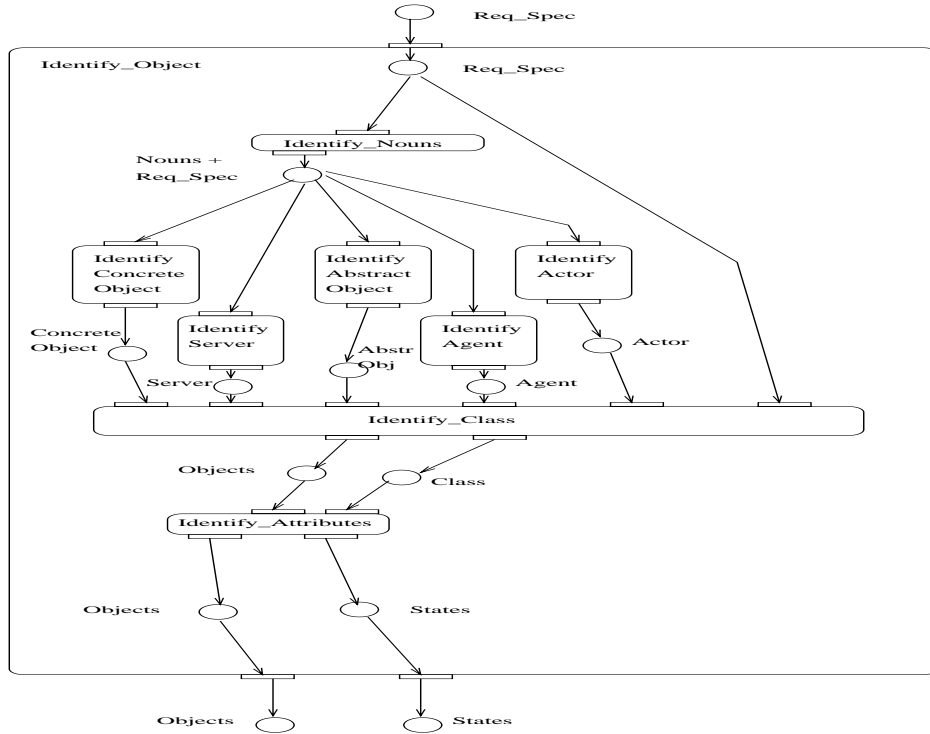 Req_Spec
Identify_Object
Req_Spec
Identify_Nouns
Nouns +
Req_Spec
Identify
Concrete
Object
Identify
Abstract
Object
Identify
Actor
Identify
Server
Identify
Agent
Concrete
Object
Abstr
Obj
Actor
Server
Agent
Identify_Class
Objects
Class
Identify_Attributes
Objects
States
Objects
States